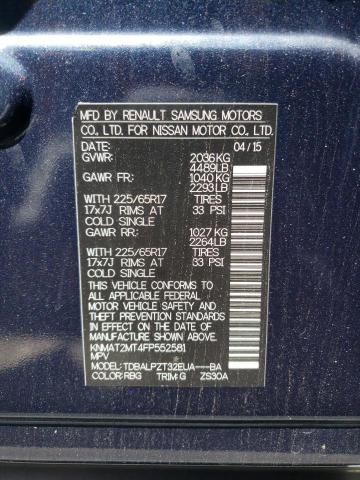 MFD BY RENAULT SAMSUNG MOTORS
CO., LTD. FOR NISSAN MOTOR CO., LTD.
DATE: 04/15
GVWR: 2036KG
4489LB
GAWR FR: 1040KG
2293LB
WITH 225/65R17 TIRES
17x7J RIMS AT 33 PSI
COLD SINGLE
GAWR RR: 1027KG
2264LB
WITH 225/65R17 TIRES
17x7J RIMS AT 33 PSI
COLD SINGLE
THIS VEHICLE CONFORMS TO ALL
APPLICABLE FEDERAL
MOTOR VEHICLE SAFETY AND
THEFT PREVENTION STANDARDS
IN EFFECT ON THE DATE OF
MANUFACTURE SHOWN ABOVE.
KNMAT2MT4FP552581
MPV
MODEL: TDBALPZT32EUA----BA
COLOR:RBG TRIM:G ZS30A